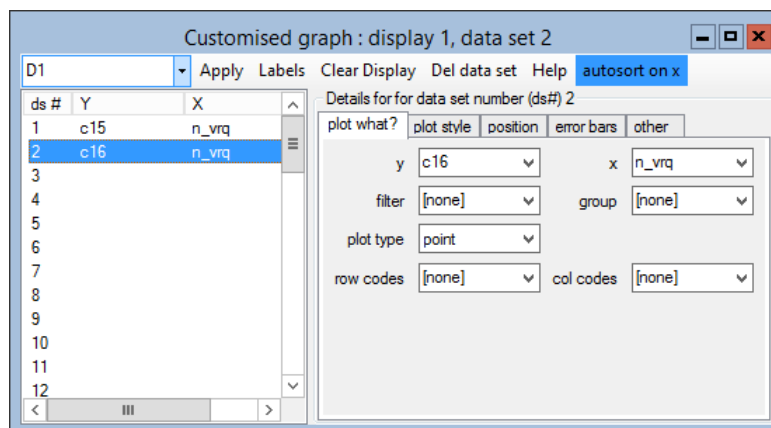 Customised graph : display 1, data set 2
D1 Apply Labels Clear Display Del data set Help autosort on x
ds # Y X
1 c15 n_vrq
2 c16 n_vrq
3
4
5
6
7
8
9
10
11
12
Details for for data set number (ds#) 2
plot what? plot style position error bars other
y c16 x n_vrq
filter [none] group [none]
plot type point
row codes [none] col codes [none]